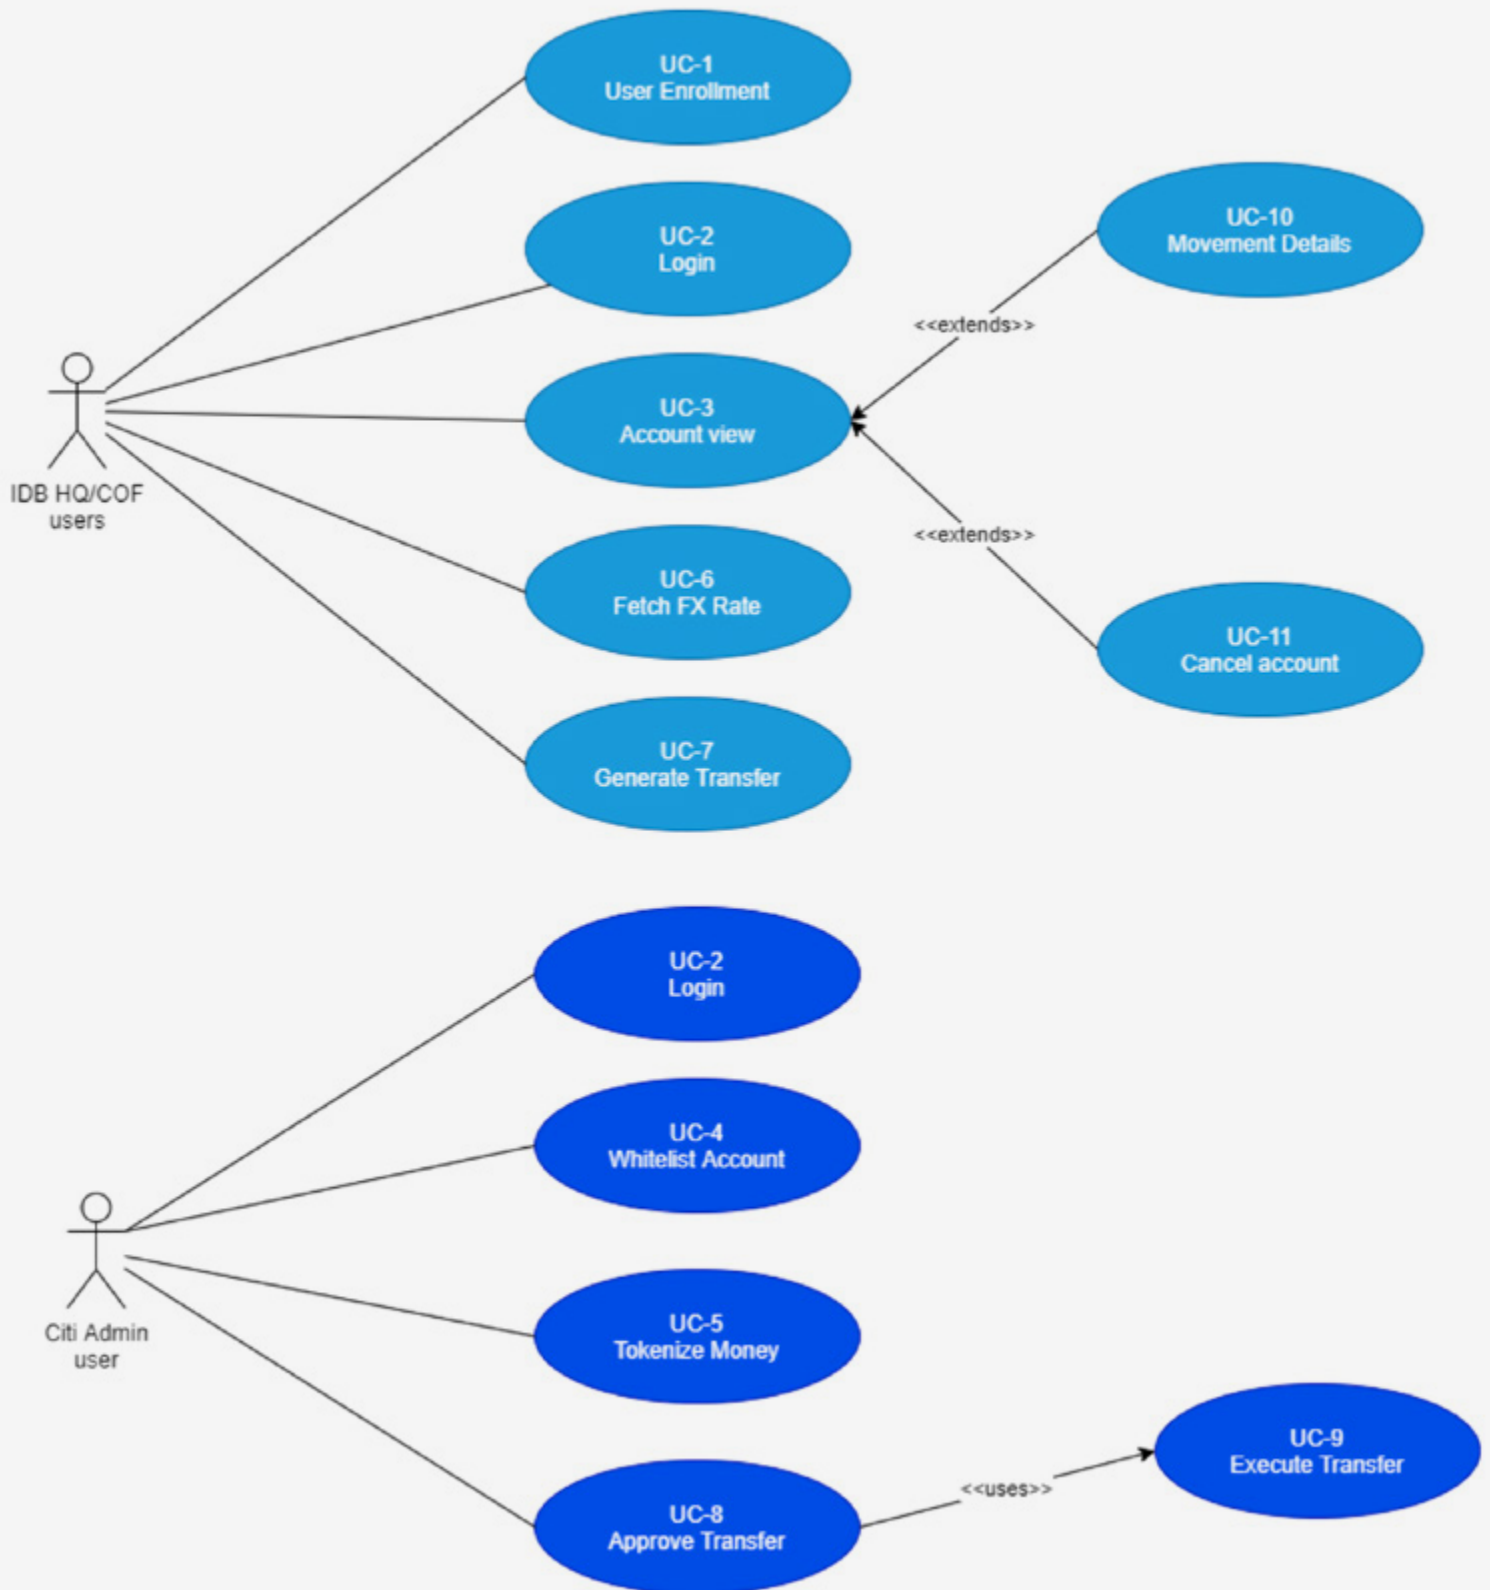 UC-1
User Enrollment
UC-2
Login
UC-10
Movement Details
<<extends>>
UC-3
Account view
IDB HQ/COF
users
<<extends>>
UC-6
Fetch FX Rate
UC-11
Cancel account
UC-7
Generate Transfer
UC-2
Login
UC-4
Whitelist Account
Citi Admin
user
UC-5
Tokenize Money
UC-9
Execute Transfer
<<uses>>
UC-8
Approve Transfer